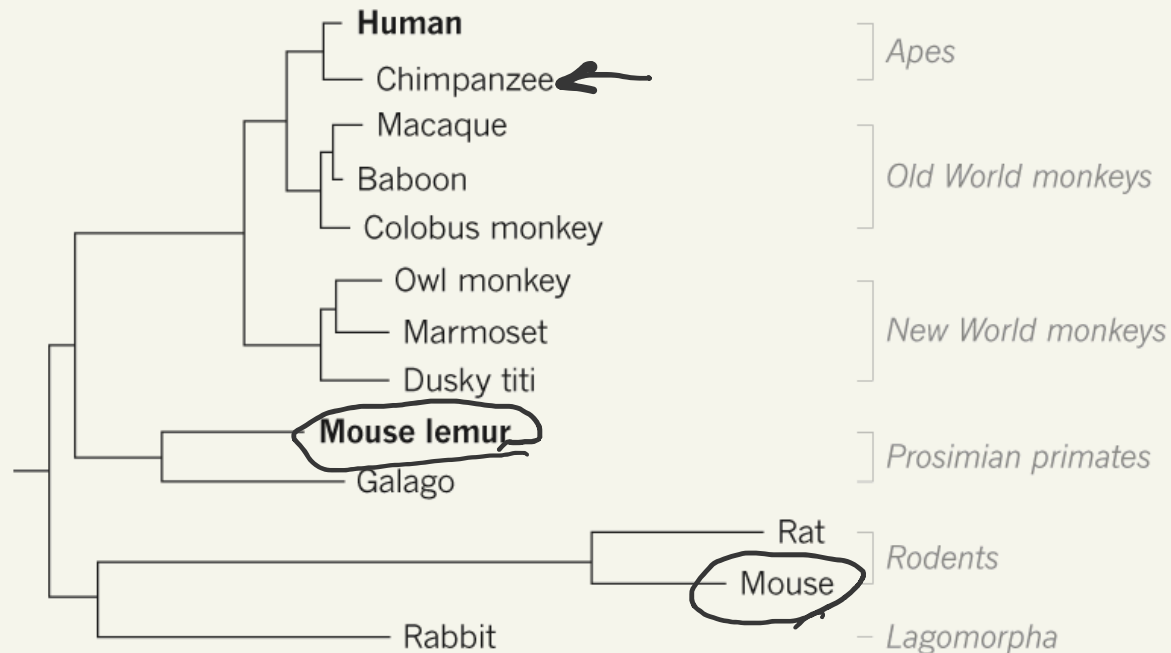 Human
Apes
Chimpanzee
Macaque
Old World monkeys
Baboon
Colobus monkey
Owl monkey
New World monkeys
Marmoset
Dusky titi
Mouse lemur
Prosimian primates
Galago
Rat
Rodents
Mouse
Rabbit
Lagomorpha